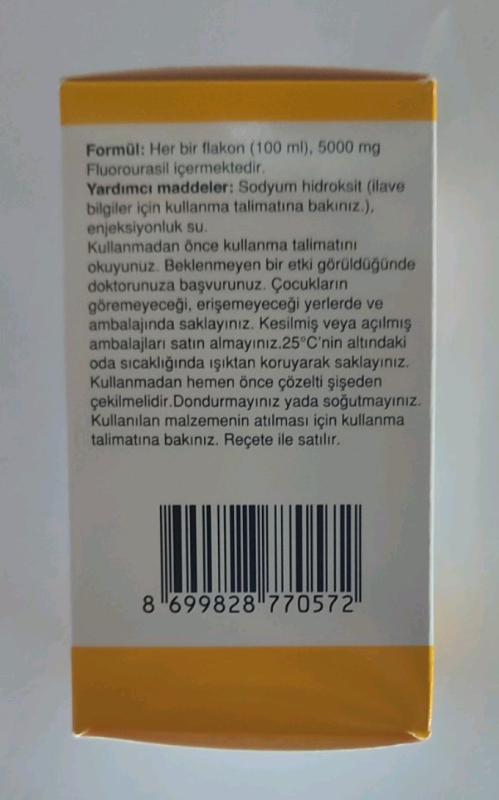 Formül: Her bir flakon (100 ml), 5000 mg
Fluorourasil içermektedir.
Yardımcı maddeler: Sodyum hidroksit (ilave
bilgiler için kullanma talimatına bakınız.),
enjeksiyonluk su.
Kullanmadan önce kullanma talimatını
okuyunuz. Beklenmeyen bir etki görüldüğünde
doktorunuza başvurunuz. Çocukların
göremeyeceği, erişemeyeceği yerlerde ve
ambalajında saklayınız. Kesilmiş veya açılmış
ambalajları satın almayınız.25°C'nin altındaki
oda sıcaklığında ışıktan koruyarak saklayınız.
Kullanmadan hemen önce çözelti şişeden
çekilmelidir.Dondurmayınız yada soğutmayınız.
Kullanılan malzemenin atılması için kullanma
talimatına bakınız. Reçete ile satılır.
8 699828 770572